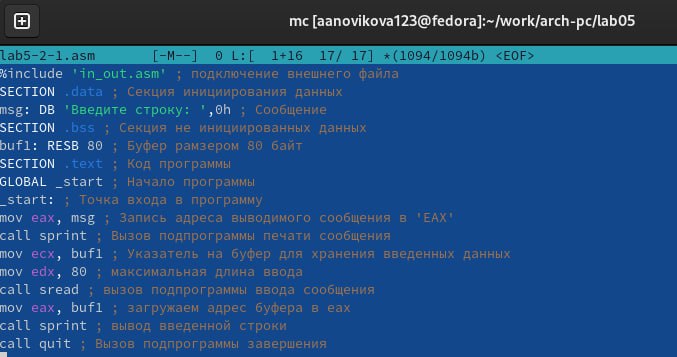 mc [aanovikova123@fedora]:~/work/arch-pc/lab05
lab5-2-1.asm [-M--] 0 L:[ 1+16 17/ 17] *(1094/1094b) <EOF>
%include 'in_out.asm' ; подключение внешнего файла
SECTION .data ; Секция инициирования данных
msg: DB 'Введите строку: ',0h ; Сообщение
SECTION .bss ; Секция не инициированных данных
buf1: RESB 80 ; Буфер рамзером 80 байт
SECTION .text ; Код программы
GLOBAL _start ; Начало программы
_start: ; Точка входа в программу
mov eax, msg ; Запись адреса выводимого сообщения в 'EAX'
call sprint ; Вызов подпрограммы печати сообщения
mov ecx, buf1 ; Указатель на буфер для хранения введенных данных
mov edx, 80 ; максимальная длина ввода
call sread ; вызов подпрограммы ввода сообщения
mov eax, buf1 ; загружаем адрес буфера в eax
call sprint ; вывод введенной строки
call quit ; Вызов подпрограммы завершения